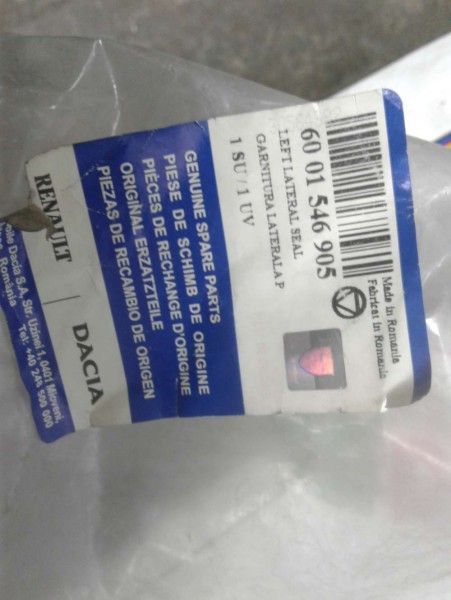 Made in Romania
Fabricat in Romania
60 01 546 905
LEFT LATERAL SEAL
GARNITURA LATERALA P
1 SU / 1 UV
GENUINE SPARE PARTS
PIESE DE SCHIMB DE ORIGINE
PIÈCES DE RECHANGE D'ORIGINE
ORIGINAL ERZATZTEILE
PIEZAS DE RECAMBIO DE ORIGEN
RENAULT | DACIA
Dacia S.A, Str. Uzinei 1, 0401 Mioveni,
România Tel: +40 248 500 000